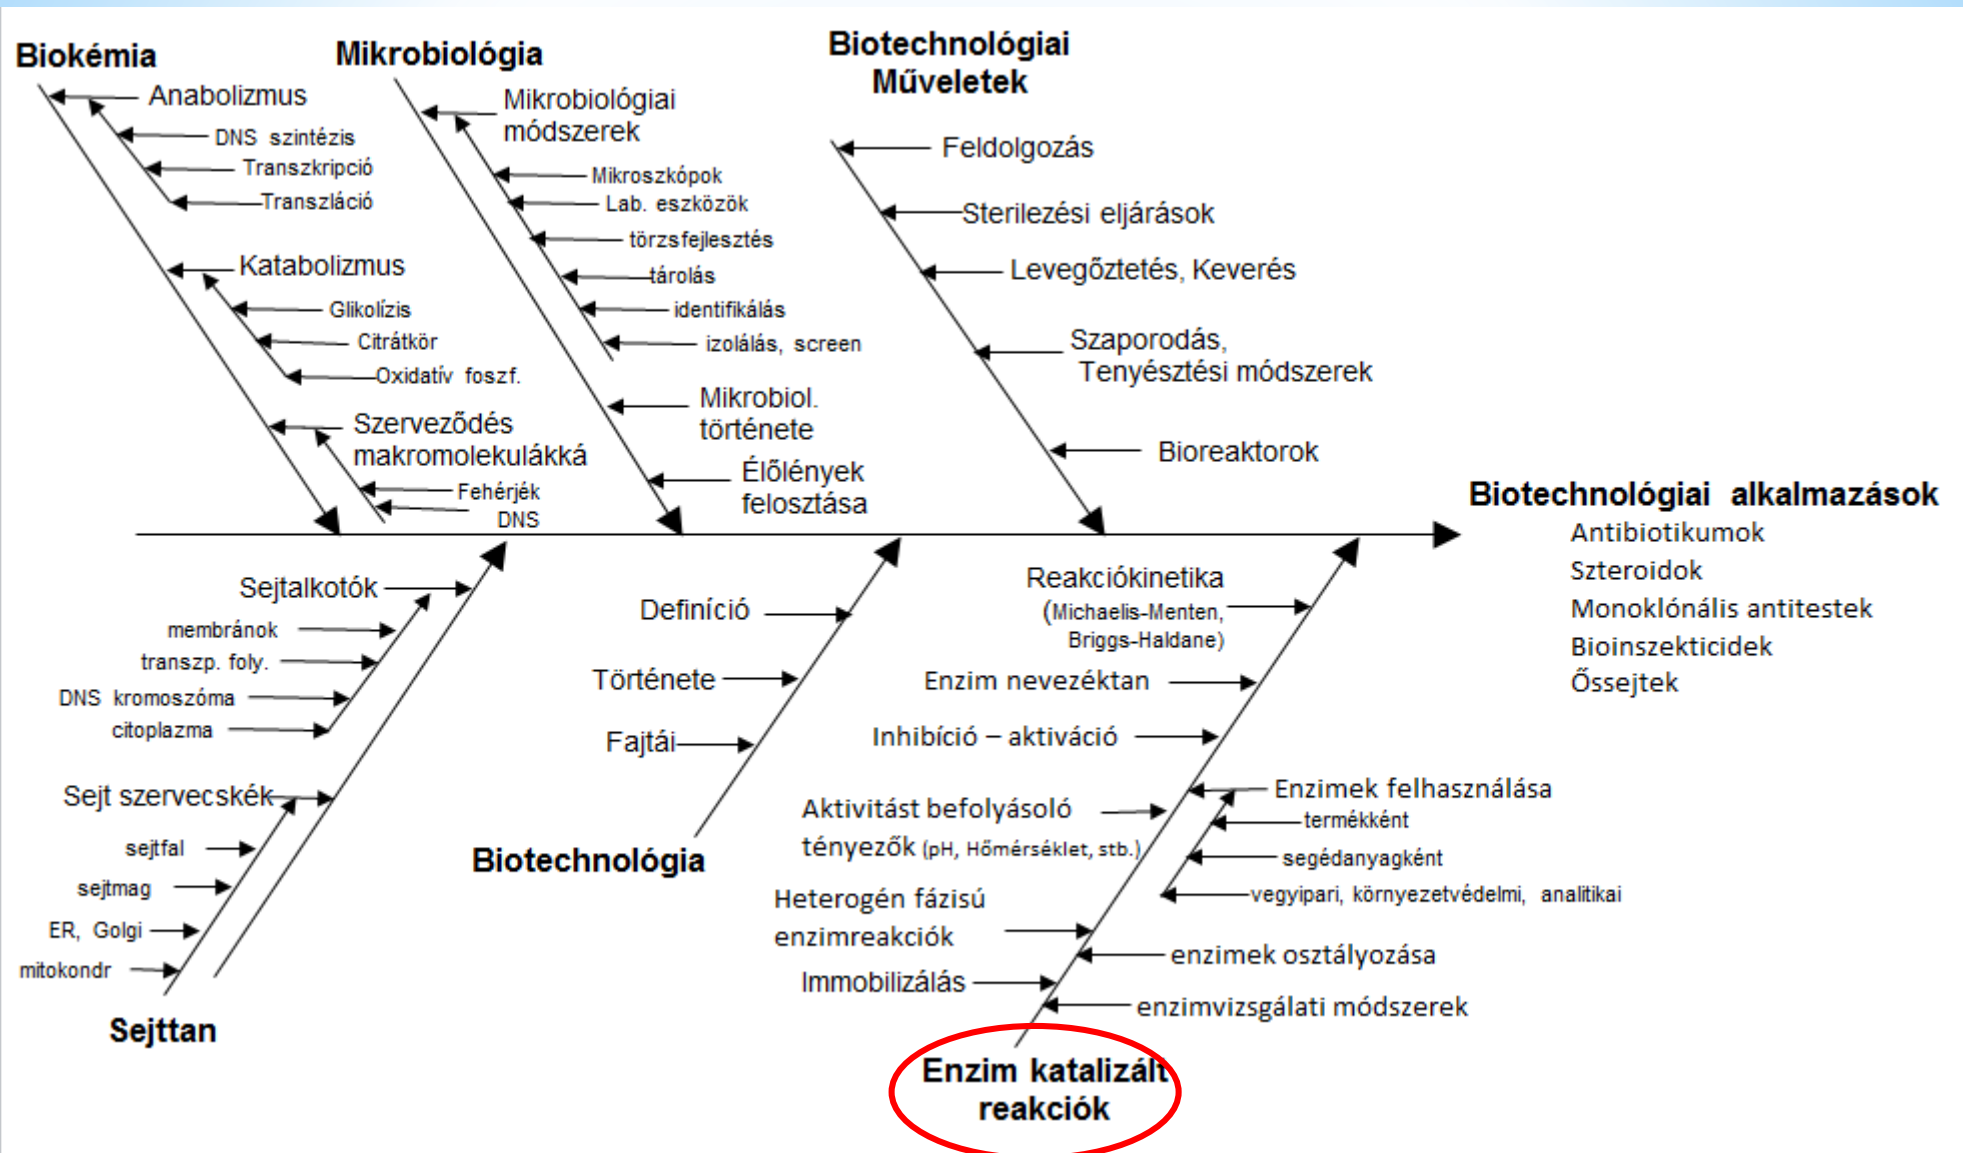 Biokémia
Anabolizmus
DNS szintézis
Transzkripció
Transzláció
Katabolizmus
Glikolízis
Citrátkör
Oxidatív foszf.
Szerveződés
makromolekulákká
Fehérjék
DNS
Mikrobiológia
Mikrobiológiai
módszerek
Mikroszkópok
Lab. eszközök
törzsfejlesztés
tárolás
identifikálás
izolálás, screen
Mikrobiol.
története
Élőlények
felosztása
Biotechnológiai
Műveletek
Feldolgozás
Sterilezési eljárások
Levegőztetés, Keverés
Szaporodás,
Tenyésztési módszerek
Bioreaktorok
Biotechnológiai alkalmazások
Antibiotikumok
Szteroidok
Monoklónális antitestek
Bioinszekticidek
Őssejtek
Sejtalkotók
membránok
transzp. foly.
DNS kromoszóma
citoplazma
Sejt szervecskék
sejtfal
sejtmag
ER, Golgi
mitokondr
Sejttan
Definíció
Története
Fajtái
Biotechnológia
Reakciókinetika
(Michaelis-Menten,
Briggs-Haldane)
Enzim nevezéktan
Inhibíció – aktiváció
Aktivitást befolyásoló
tényezők (pH, Hőmérséklet, stb.)
Heterogén fázisú
enzimreakciók
Immobilizálás
Enzimek felhasználása
termékként
segédanyagként
vegyipari, környezetvédelmi, analitikai
enzimek osztályozása
enzimvizsgálati módszerek
Enzim katalizált
reakciók